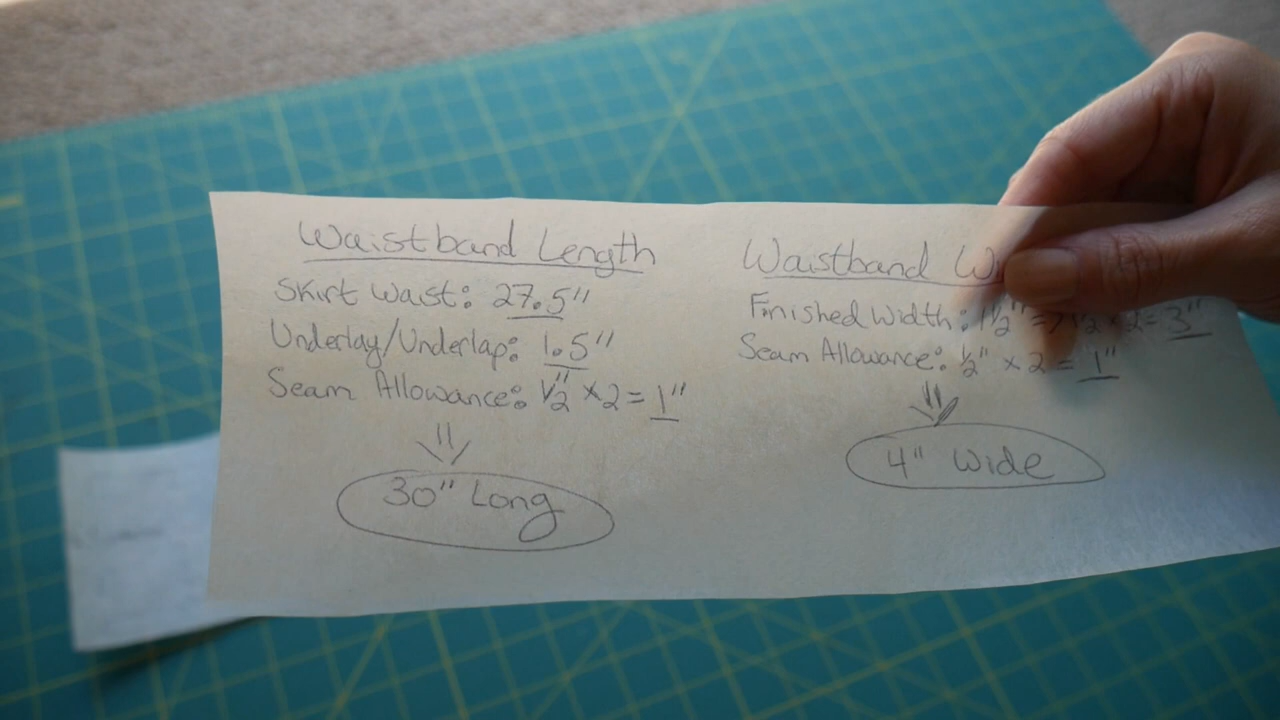 Waistband Length
Skirt Waist: 27.5"
Underlay/Underlap: 1.5"
Seam Allowance: 1/2" x 2 = 1"
30" Long
Waistband
Finished Width: 1 1/2" => 1 1/2 x 2 = 3"
Seam Allowance: 1/2" x 2 = 1"
4" Wide